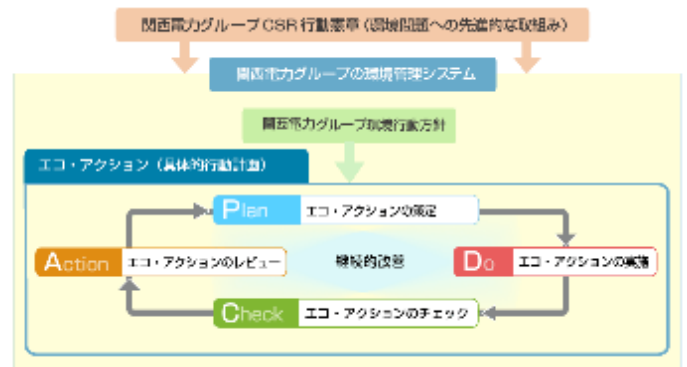 関西電力グループCSR行動憲章(環境問題への先進的な取組み)
関西電力グループの環境管理システム
関西電力グループ環境行動方針
エコ・アクション(具体的行動計画)
Plan エコ・アクションの策定
Action エコ・アクションのレビュー
継続的改善
Do エコ・アクションの実施
Check エコ・アクションのチェック